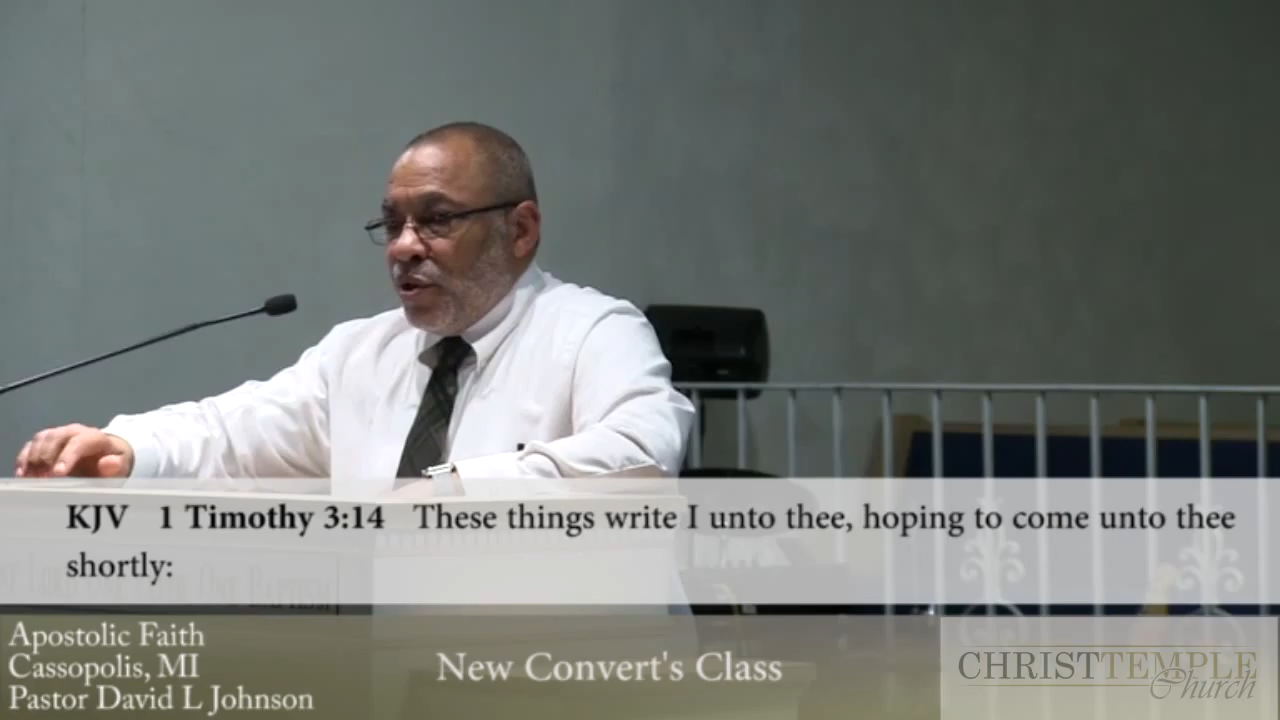 KJV 1 Timothy 3:14 These things write I unto thee, hoping to come unto thee
shortly:
Apostolic Faith
Cassopolis, MI
Pastor David L Johnson
New Convert's Class
CHRISTTEMPLE
Church